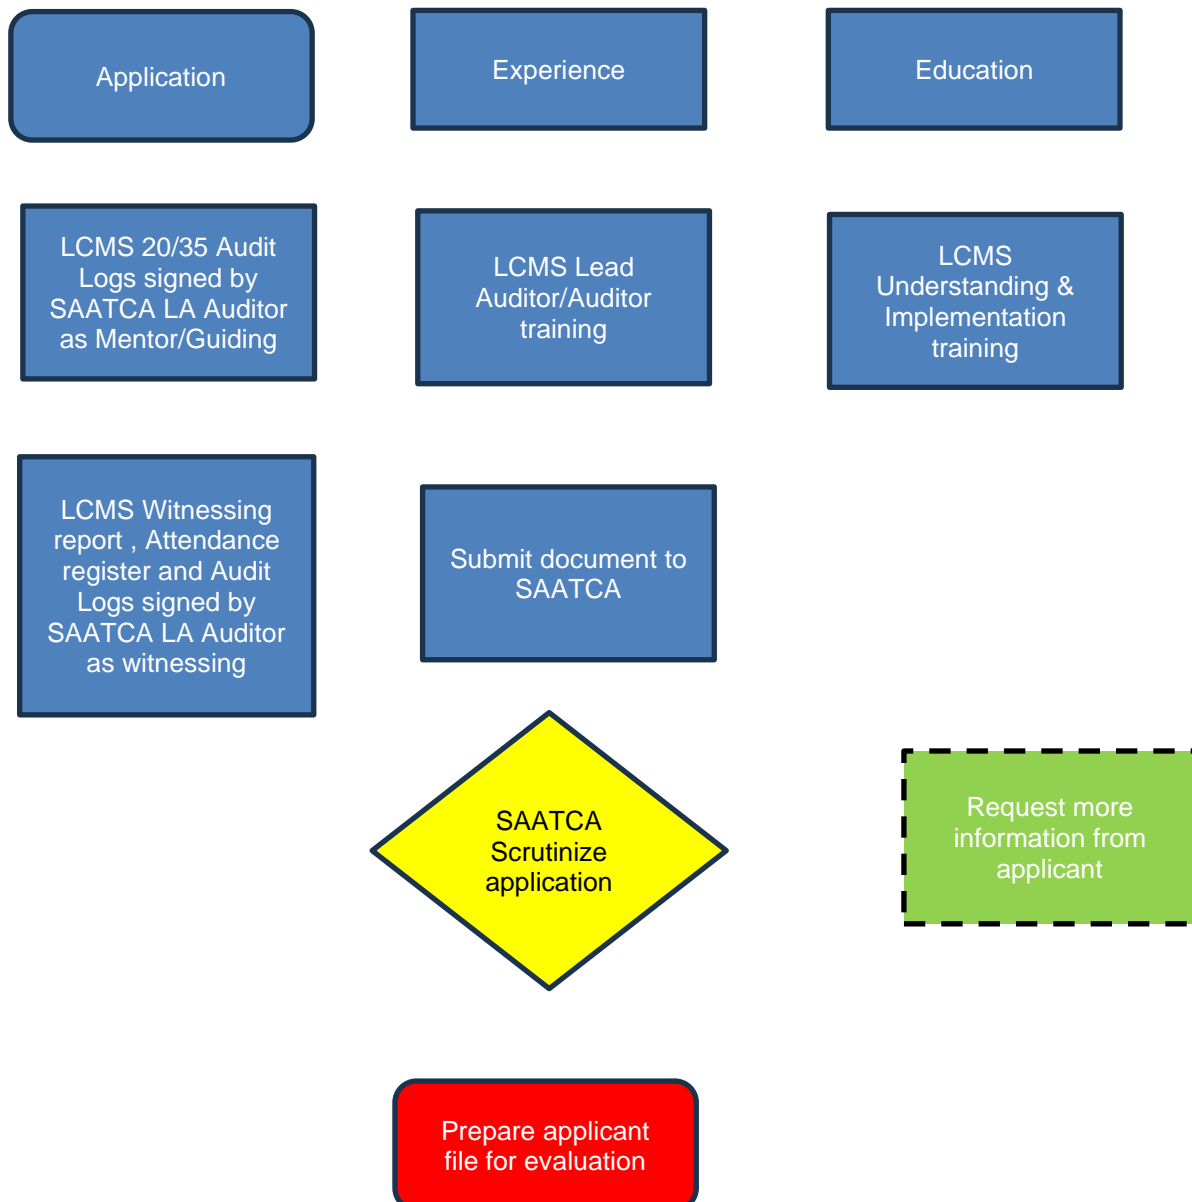 Application
Experience
Education
LCMS 20/35 Audit
Logs signed by
SAATCA LA Auditor
as Mentor/Guiding
LCMS Lead
Auditor/Auditor
training
LCMS
Understanding &
Implementation
training
LCMS Witnessing
report , Attendance
register and Audit
Logs signed by
SAATCA LA Auditor
as witnessing
Submit document to
SAATCA
SAATCA
Scrutinize
application
Request more
information from
applicant
Prepare applicant
file for evaluation